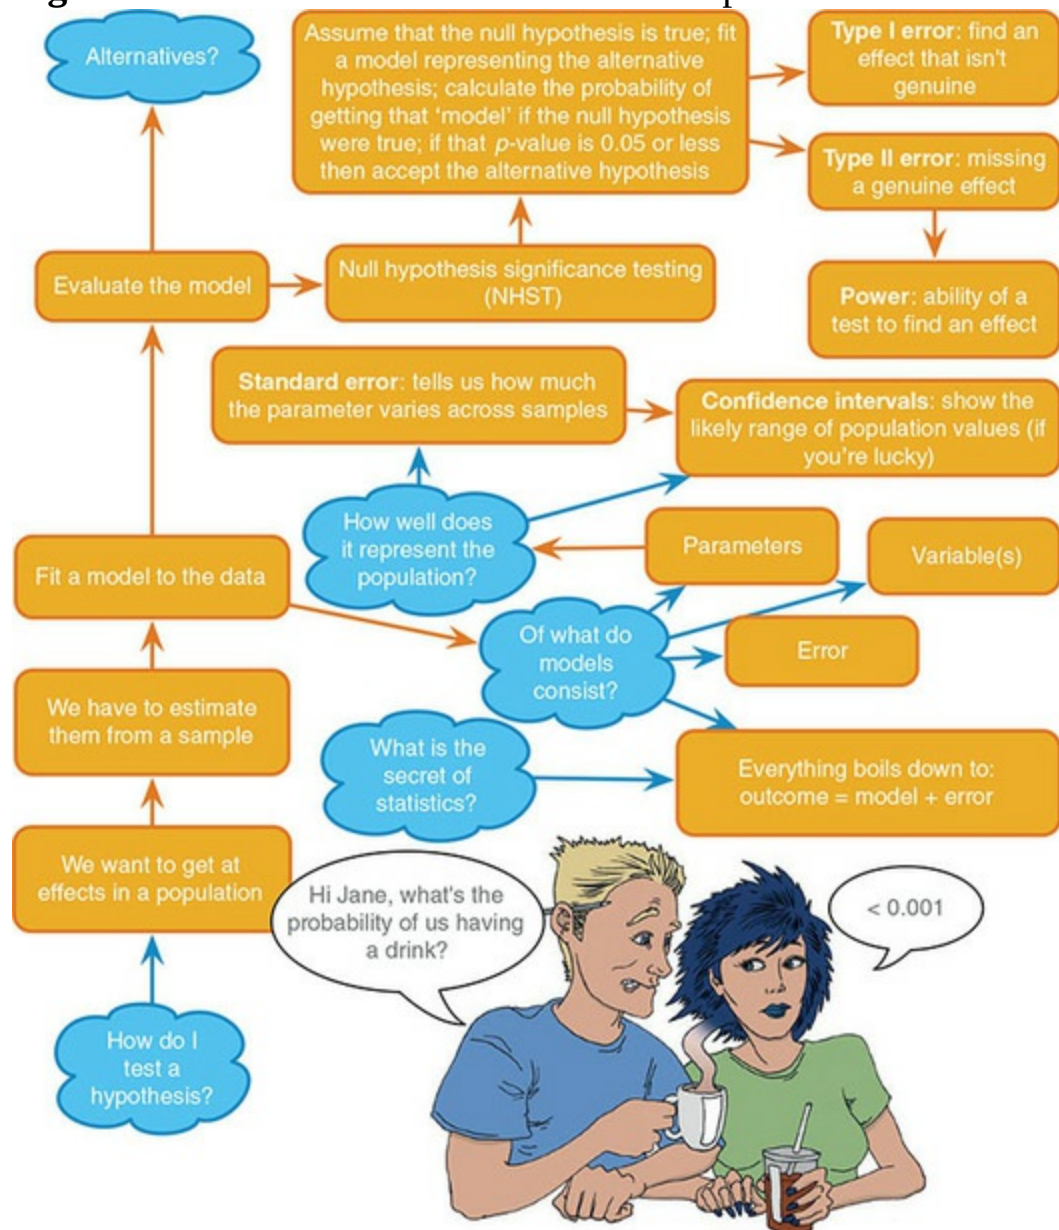 Alternatives?
Assume that the null hypothesis is true; fit
a model representing the alternative
hypothesis; calculate the probability of
getting that ‘model’ if the null hypothesis
were true; if that p-value is 0.05 or less
then accept the alternative hypothesis
Type I error: find an
effect that isn't
genuine
Type II error: missing
a genuine effect
Evaluate the model
Null hypothesis significance testing
(NHST)
Power: ability of a
test to find an effect
Standard error: tells us how much
the parameter varies across samples
Confidence intervals: show the
likely range of population values (if
you're lucky)
How well does
it represent the
population?
Parameters
Variable(s)
Fit a model to the data
Of what do
models
consist?
Error
We have to estimate
them from a sample
What is the
secret of
statistics?
Everything boils down to:
outcome = model + error
We want to get at
effects in a population
Hi Jane, what's the
probability of us having
a drink?
< 0.001
How do I
test a
hypothesis?